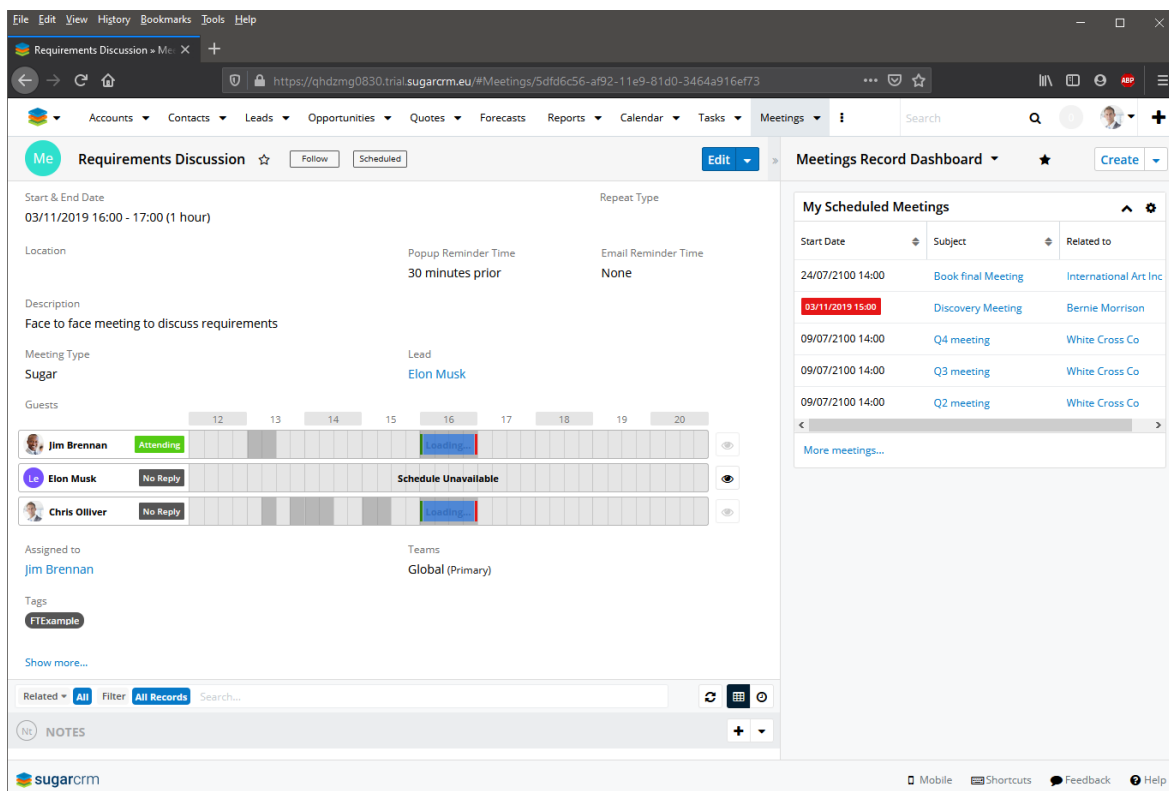 File Edit View History Bookmarks Tools Help
Requirements Discussion » Me
https://qhdzmg0830.trial.sugarcrm.eu/#Meetings/5dfd6c56-af92-11e9-81d0-3464a916ef73
ABP
Accounts Contacts Leads Opportunities Quotes Forecasts Reports Calendar Tasks Meetings Search
Me Requirements Discussion Follow Scheduled Edit
Start & End Date Repeat Type
03/11/2019 16:00 - 17:00 (1 hour)
Location Popup Reminder Time Email Reminder Time
30 minutes prior None
Description
Face to face meeting to discuss requirements
Meeting Type Lead
Sugar Elon Musk
Guests
12 13 14 15 16 17 18 19 20
Jim Brennan Attending Loading...
Le Elon Musk No Reply Schedule Unavailable
Chris Olliver No Reply Loading...
Assigned to Teams
Jim Brennan Global (Primary)
Tags
FTExample
Show more...
Related All Filter All Records Search...
Nt NOTES
Meetings Record Dashboard Create
My Scheduled Meetings
Start Date Subject Related to
24/07/2100 14:00 Book final Meeting International Art Inc
03/11/2019 15:00 Discovery Meeting Bernie Morrison
09/07/2100 14:00 Q4 meeting White Cross Co
09/07/2100 14:00 Q3 meeting White Cross Co
09/07/2100 14:00 Q2 meeting White Cross Co
More meetings...
sugarcrm Mobile Shortcuts Feedback Help